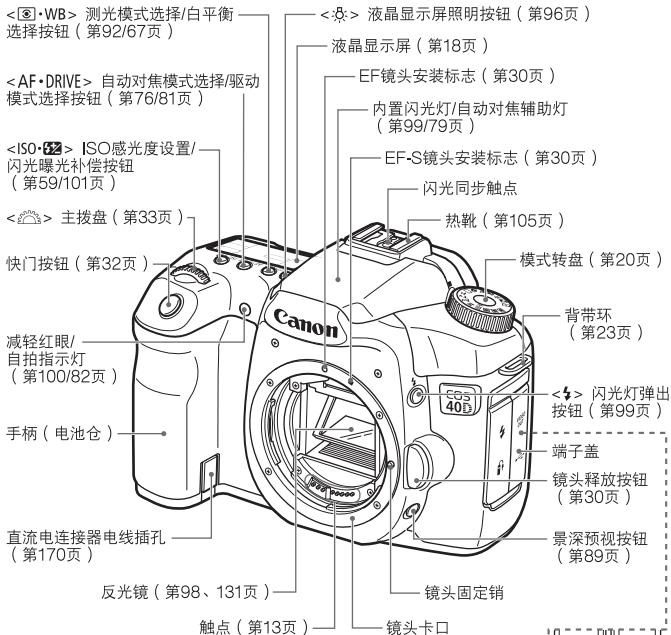 <·WB> 测光模式选择/白平衡
选择按钮（第92/67页）
<AF·DRIVE> 自动对焦模式选择/驱动
模式选择按钮（第76/81页）
<ISO·> ISO感光度设置/
闪光曝光补偿按钮
（第59/101页）
<> 主拨盘（第33页）
快门按钮（第32页）
减轻红眼/
自拍指示灯
（第100/82页）
手柄（电池仓）
直流电连接器电线插孔
（第170页）
反光镜（第98、131页）
触点（第13页）
<> 液晶显示屏照明按钮（第96页）
液晶显示屏（第18页）
EF镜头安装标志（第30页）
内置闪光灯/自动对焦辅助灯
（第99/79页）
EF-S镜头安装标志（第30页）
闪光同步触点
热靴（第105页）
模式转盘（第20页）
背带环
（第23页）
<> 闪光灯弹出
按钮（第99页）
端子盖
镜头释放按钮
（第30页）
景深预视按钮
（第89页）
镜头固定销
镜头卡口
Canon
EOS
40D